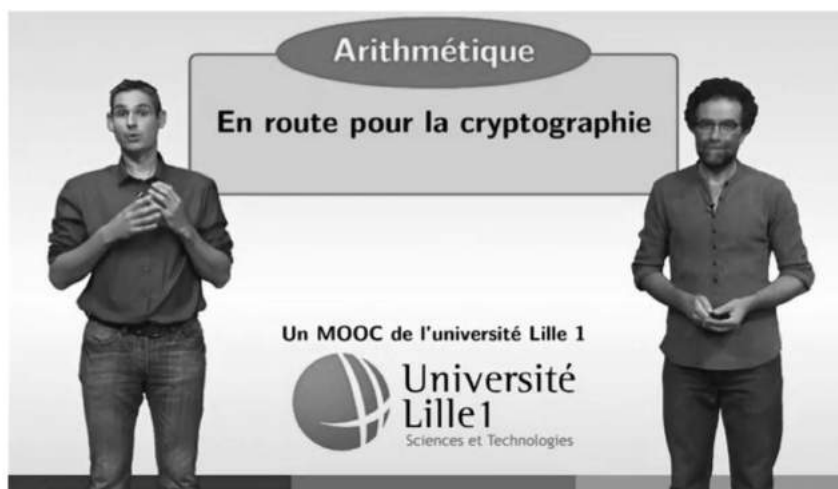 Arithmétique
En route pour la cryptographie
Un MOOC de l'université Lille 1
Université
Lille1
Sciences et Technologies